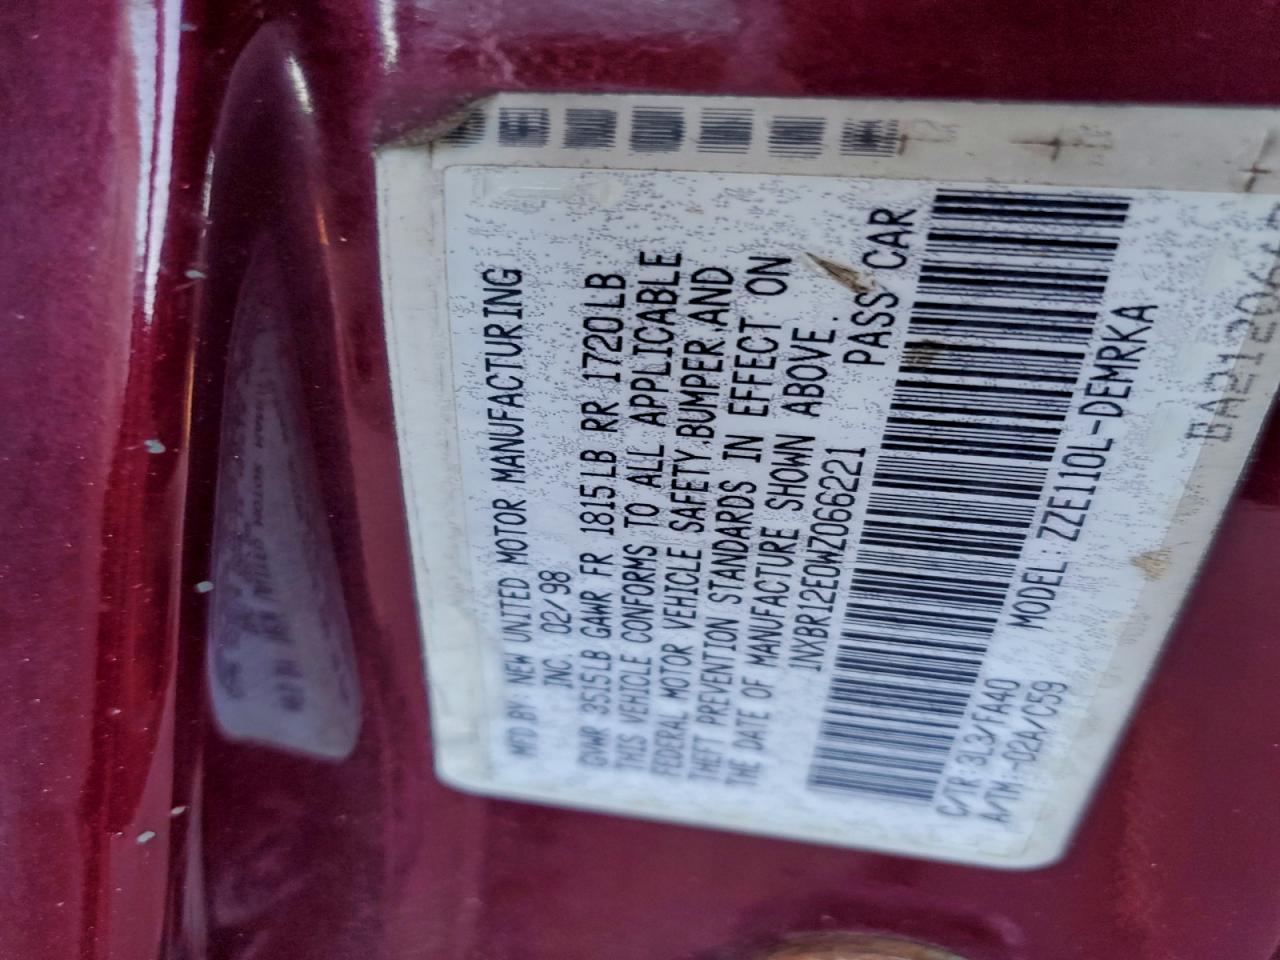 MFD BY: NEW UNITED MOTOR MANUFACTURING
INC. 02/98
GVWR 3515LB GAWR FR 1815LB RR 1720LB
THIS VEHICLE CONFORMS TO ALL APPLICABLE
FEDERAL MOTOR VEHICLE SAFETY,BUMPER,AND
THEFT PREVENTION STANDARDS IN EFFECT ON
THE DATE OF MANUFACTURE SHOWN ABOVE.
1NXBR12E0WZ066221 PASS CAR
C/TR:3L3/FA40 MODEL:ZZE110L-DEMRKA
A/TM:-02A/C59